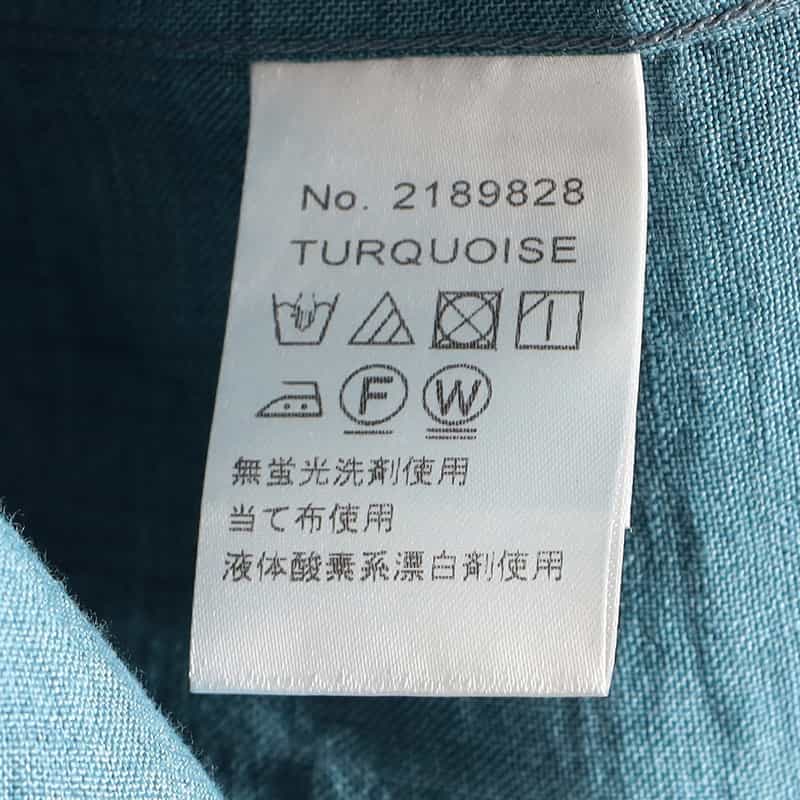 No. 2189828
TURQUOISE
F W
無蛍光洗剤使用
当て布使用
液体酸素系漂白剤使用